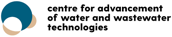 centre for advancement
of water and wastewater
technologies